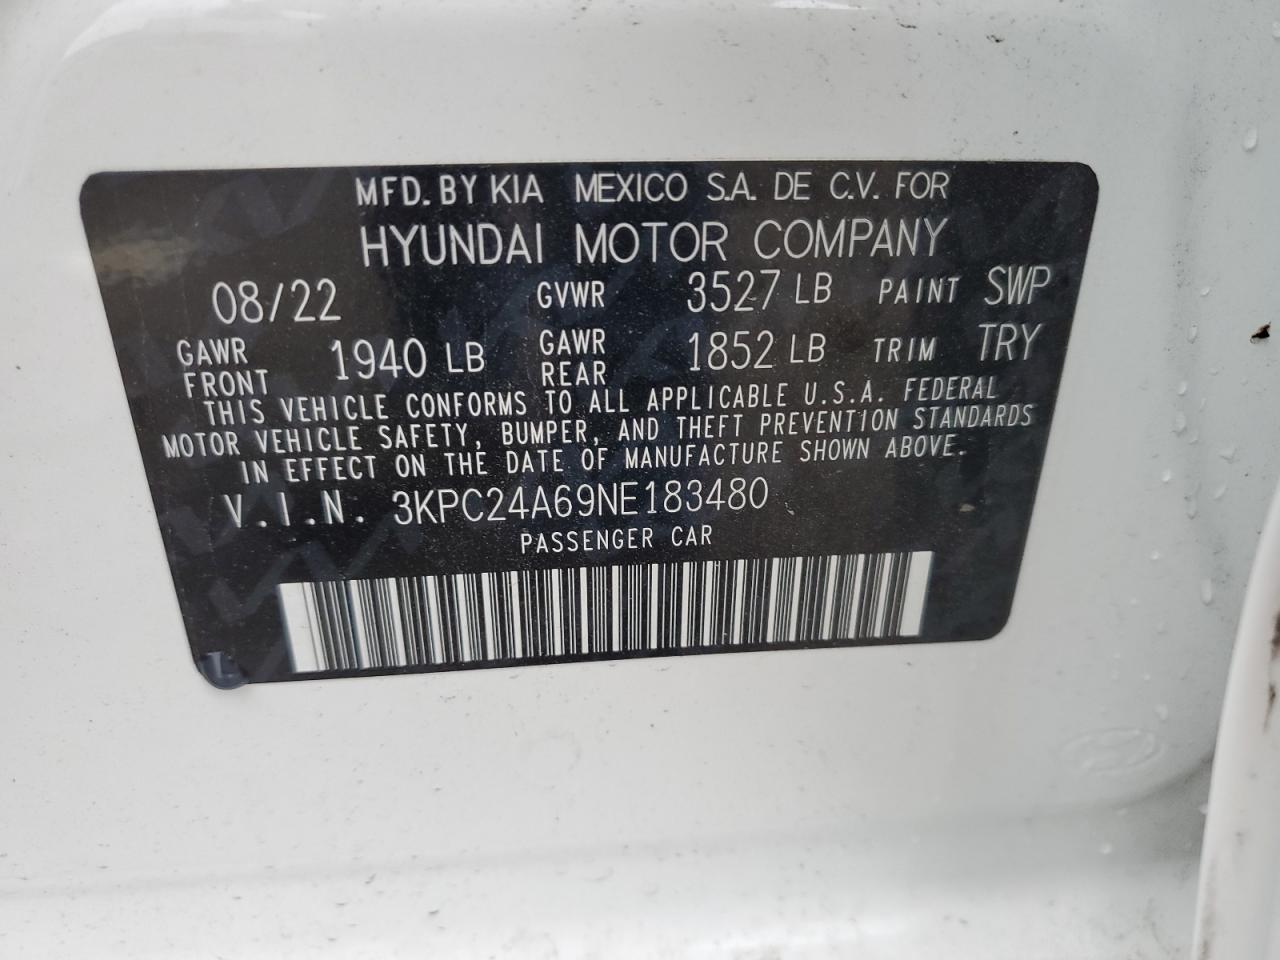 MFD. BY KIA MEXICO S.A. DE C.V. FOR
HYUNDAI MOTOR COMPANY
08/22 GVWR 3527 LB PAINT SWP
GAWR FRONT 1940 LB GAWR REAR 1852 LB TRIM TRY
THIS VEHICLE CONFORMS TO ALL APPLICABLE U.S.A. FEDERAL
MOTOR VEHICLE SAFETY, BUMPER, AND THEFT PREVENTION STANDARDS
IN EFFECT ON THE DATE OF MANUFACTURE SHOWN ABOVE.
V.I.N. 3KPC24A69NE183480
PASSENGER CAR
L